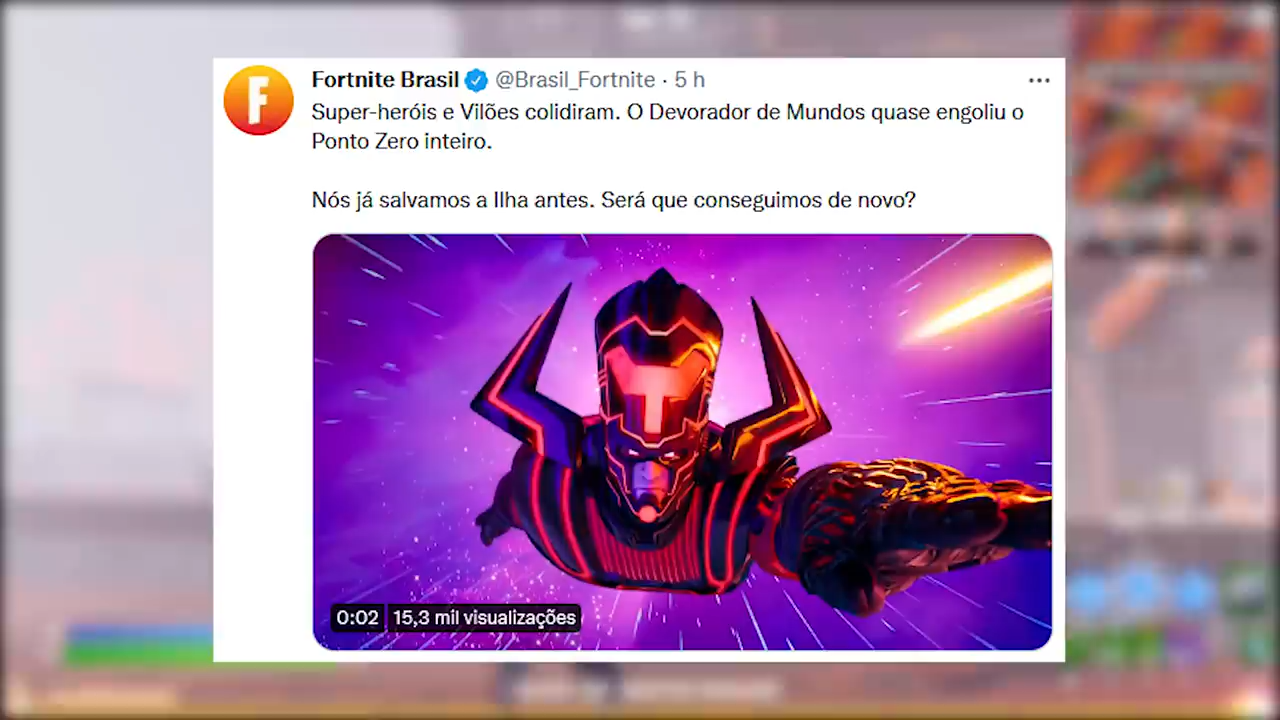 Fortnite Brasil @Brasil_Fortnite · 5 h
Super-heróis e Vilões colidiram. O Devorador de Mundos quase engoliu o
Ponto Zero inteiro.
Nós já salvamos a Ilha antes. Será que conseguimos de novo?
0:02 15,3 mil visualizações